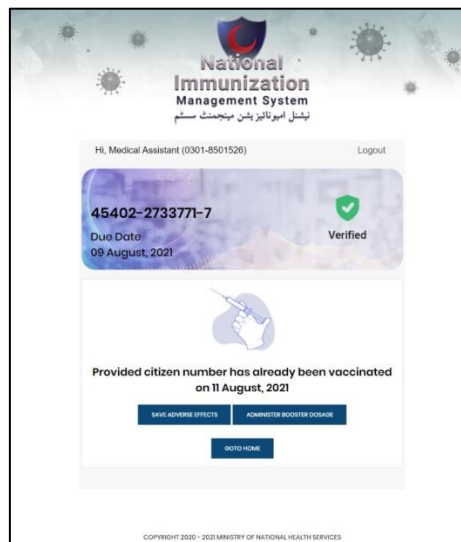 National
Immunization
Management System
نیشنل امیونائیزیشن مینجمنٹ سسٹم
Hi, Medical Assistant (0301-8501526)
Logout
45402-2733771-7
Due Date
09 August, 2021
Verified
Provided citizen number has already been vaccinated
on 11 August, 2021
SAVE ADVERSE EFFECTS
ADMINISTER BOOSTER DOSAGE
GOTO HOME
COPYRIGHT 2020 - 2021 MINISTRY OF NATIONAL HEALTH SERVICES